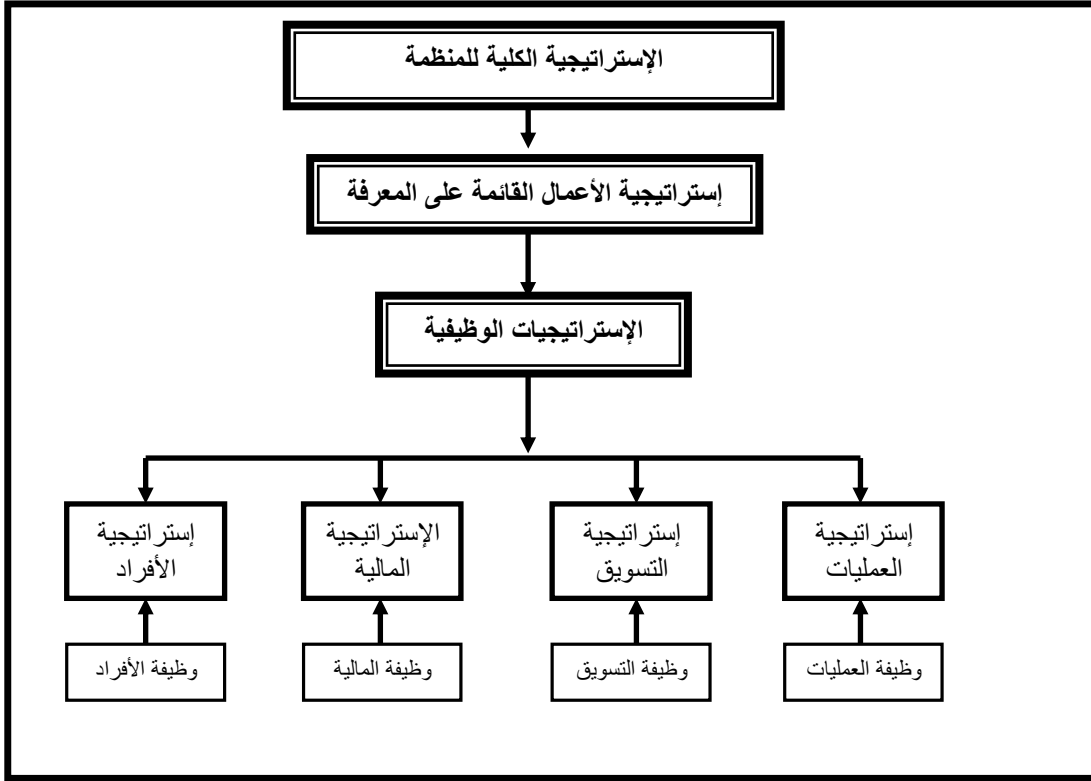 الإستراتيجية الكلية للمنظمة
إستراتيجية الأعمال القائمة على المعرفة
الإستراتيجيات الوظيفية
إستراتيجية
العمليات
إستراتيجية
التسويق
الإستراتيجية
المالية
إستراتيجية
الأفراد
وظيفة العمليات
وظيفة التسويق
وظيفة المالية
وظيفة الأفراد